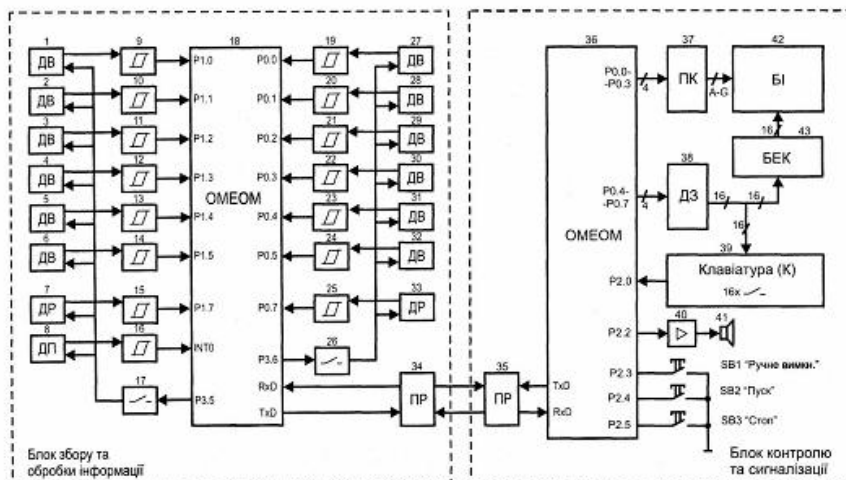 1 9 18 19 27
ДВ P1.0 P0.0 ДВ
2 10 20 28
ДВ P1.1 P0.1 ДВ
3 11 21 29
ДВ P1.2 P0.2 ДВ
4 12 22 30
ДВ P1.3 P0.3 ДВ
ОМЕОМ
5 13 23 31
ДВ P1.4 P0.4 ДВ
6 14 24 32
ДВ P1.5 P0.5 ДВ
7 15 25 33
ДР P1.7 P0.7 ДР
8 16 26
ДП INT0 P3.6
17 P3.5 RxD
TxD
34 35
ПР ПР
Блок збору та
обробки інформації
36 37 42
P0.0-
-P0.3 4 ПК A-G БІ
16 43
БЕК
38
P0.4-
-P0.7 4 ДЗ 16 16
16
ОМЕОМ
39
P2.0 Клавіатура (К)
16х
40 41
P2.2
P2.3 SB1 "Ручне вимки."
TxD P2.4 SB2 "Пуск"
RxD P2.5 SB3 "Стоп"
Блок контролю
та сигналізації